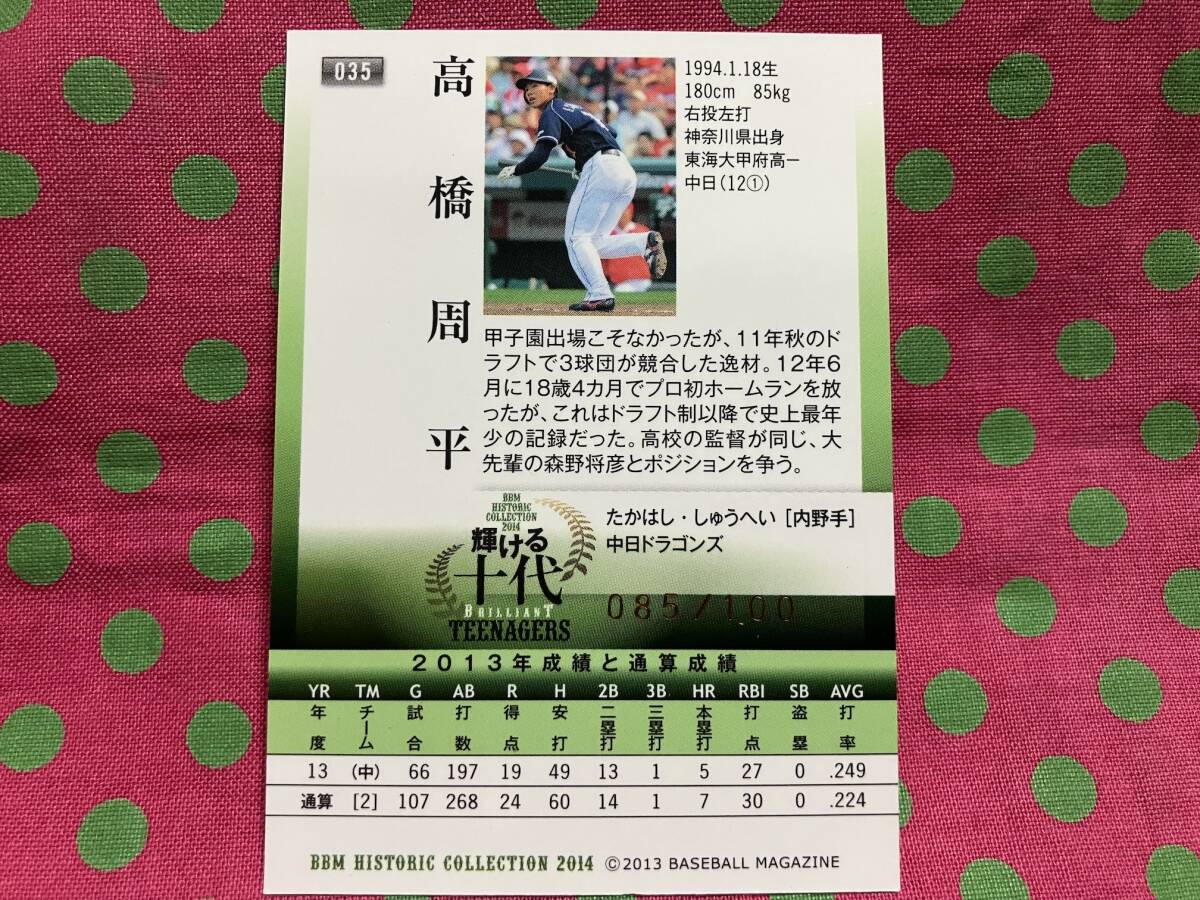 035
高橋周平
1994.1.18生
180cm 85kg
右投左打
神奈川県出身
東海大甲府高ー
中日(12①)
甲子園出場こそなかったが、11年秋のド
ラフトで3球団が競合した逸材。12年6
月に18歳4カ月でプロ初ホームランを放
ったが、これはドラフト制以降で史上最年
少の記録だった。高校の監督が同じ、大
先輩の森野将彦とポジションを争う。
BBM
HISTORIC
COLLECTION
2014
輝ける
十代
BRILLIANT
TEENAGERS
たかはし・しゅうへい [内野手]
中日ドラゴンズ
085/100
2013年成績と通算成績
YR TM G AB R H 2B 3B HR RBI SB AVG
年度 チーム 試合 打数 得点 安打 二塁打 三塁打 本塁打 打点 盗塁 打率
13 (中) 66 197 19 49 13 1 5 27 0 .249
通算 [2] 107 268 24 60 14 1 7 30 0 .224
BBM HISTORIC COLLECTION 2014 ©2013 BASEBALL MAGAZINE